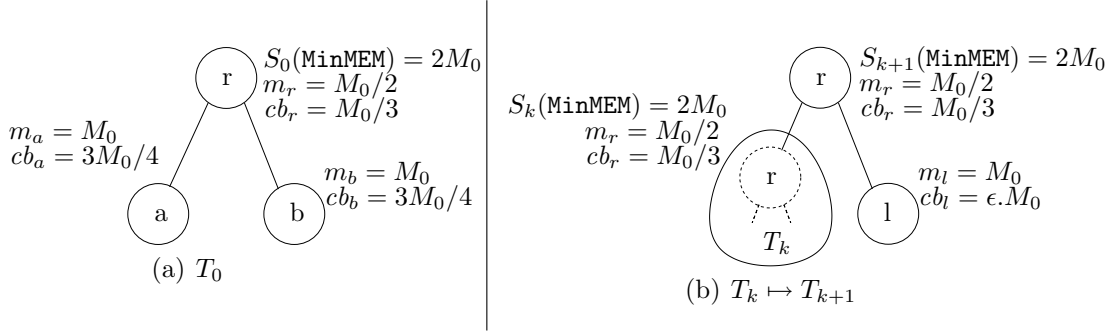 r
S_0(MinMEM) = 2M_0
m_r = M_0/2
cb_r = M_0/3
m_a = M_0
cb_a = 3M_0/4
a
b
m_b = M_0
cb_b = 3M_0/4
(a) T_0
r
S_{k+1}(MinMEM) = 2M_0
m_r = M_0/2
cb_r = M_0/3
S_k(MinMEM) = 2M_0
m_r = M_0/2
cb_r = M_0/3
r
T_k
l
m_l = M_0
cb_l = ϵ.M_0
(b) T_k ↦ T_{k+1}